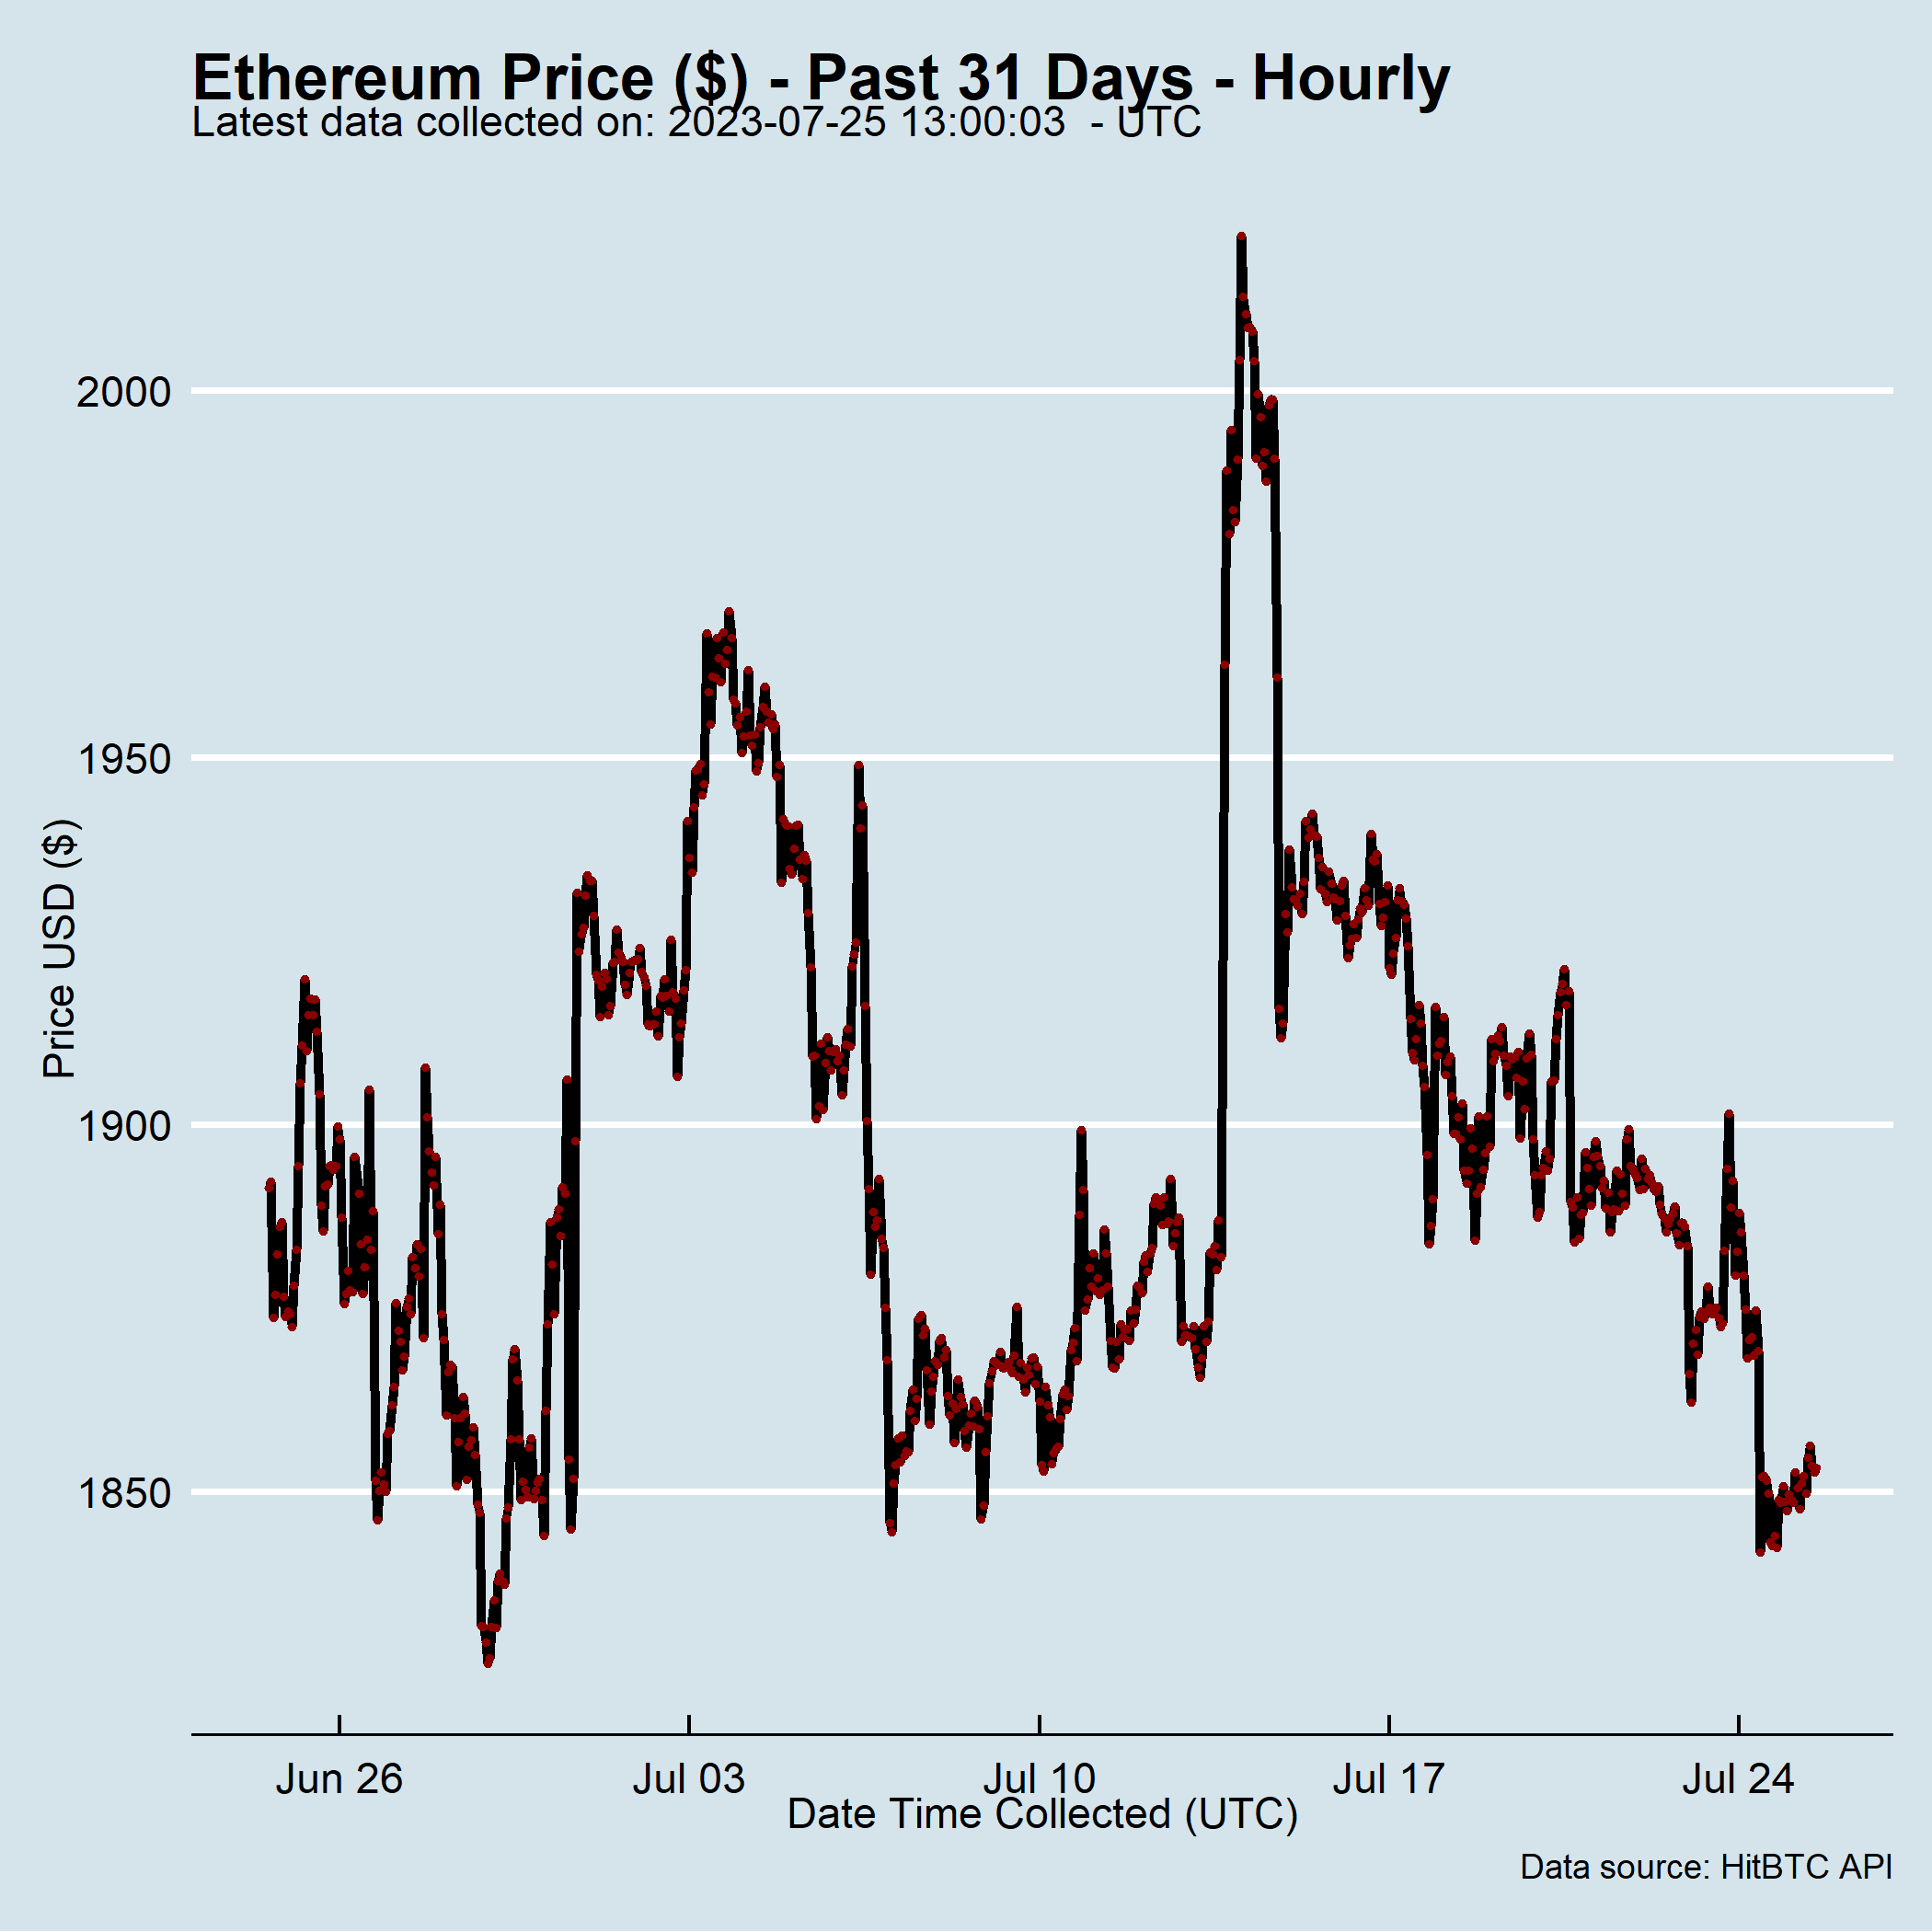 Ethereum Price ($) - Past 31 Days - Hourly
Latest data collected on: 2023-07-25 13:00:03  - UTC
2000
1950
1900
1850
Price USD ($)
Jun 26
Jul 03
Jul 10
Jul 17
Jul 24
Date Time Collected (UTC)
Data source: HitBTC API